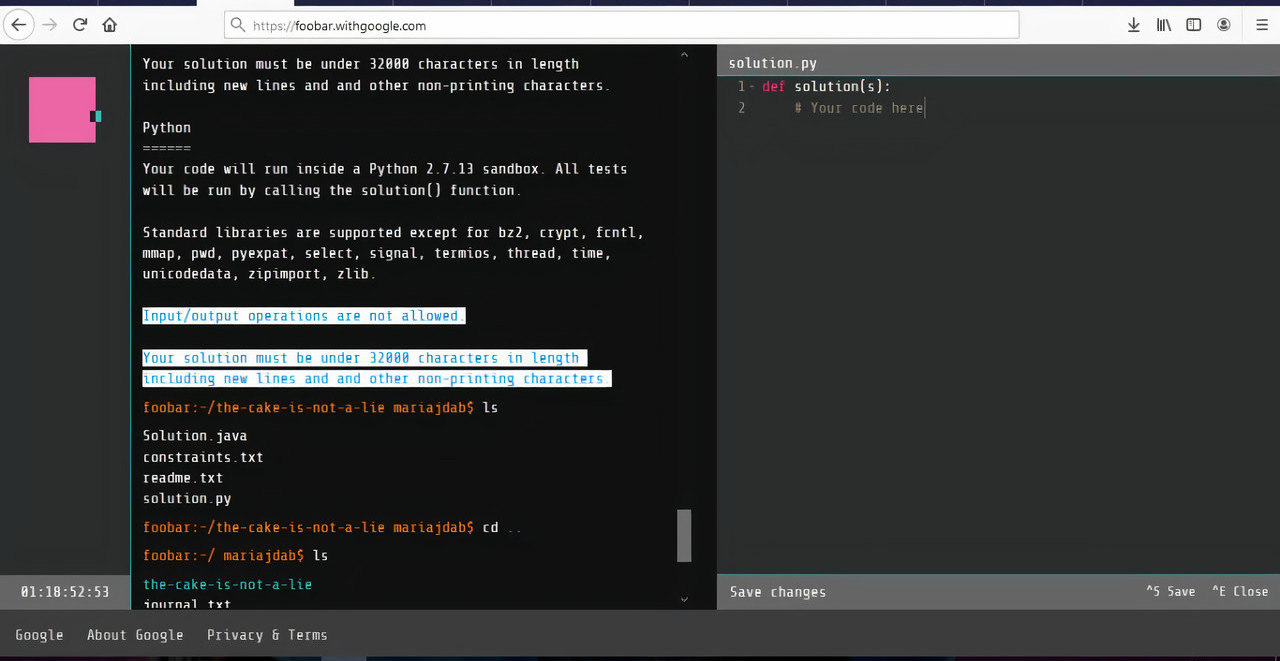 https://foobar.withgoogle.com
Your solution must be under 32000 characters in length
including new lines and and other non-printing characters.
Python
======
Your code will run inside a Python 2.7.13 sandbox. All tests
will be run by calling the solution() function.
Standard libraries are supported except for bz2, crypt, fcntl,
mmap, pwd, pyexpat, select, signal, termios, thread, time,
unicodedata, zipimport, zlib.
Input/output operations are not allowed.
Your solution must be under 32000 characters in length
including new lines and and other non-printing characters.
foobar:~/the-cake-is-not-a-lie mariajdab$ ls
Solution.java
constraints.txt
readme.txt
solution.py
foobar:~/the-cake-is-not-a-lie mariajdab$ cd ..
foobar:~/ mariajdab$ ls
the-cake-is-not-a-lie
journal.txt
01:18:52:53
solution.py
1 def solution(s):
2 # Your code here
Save changes ^S Save ^E Close
Google About Google Privacy & Terms